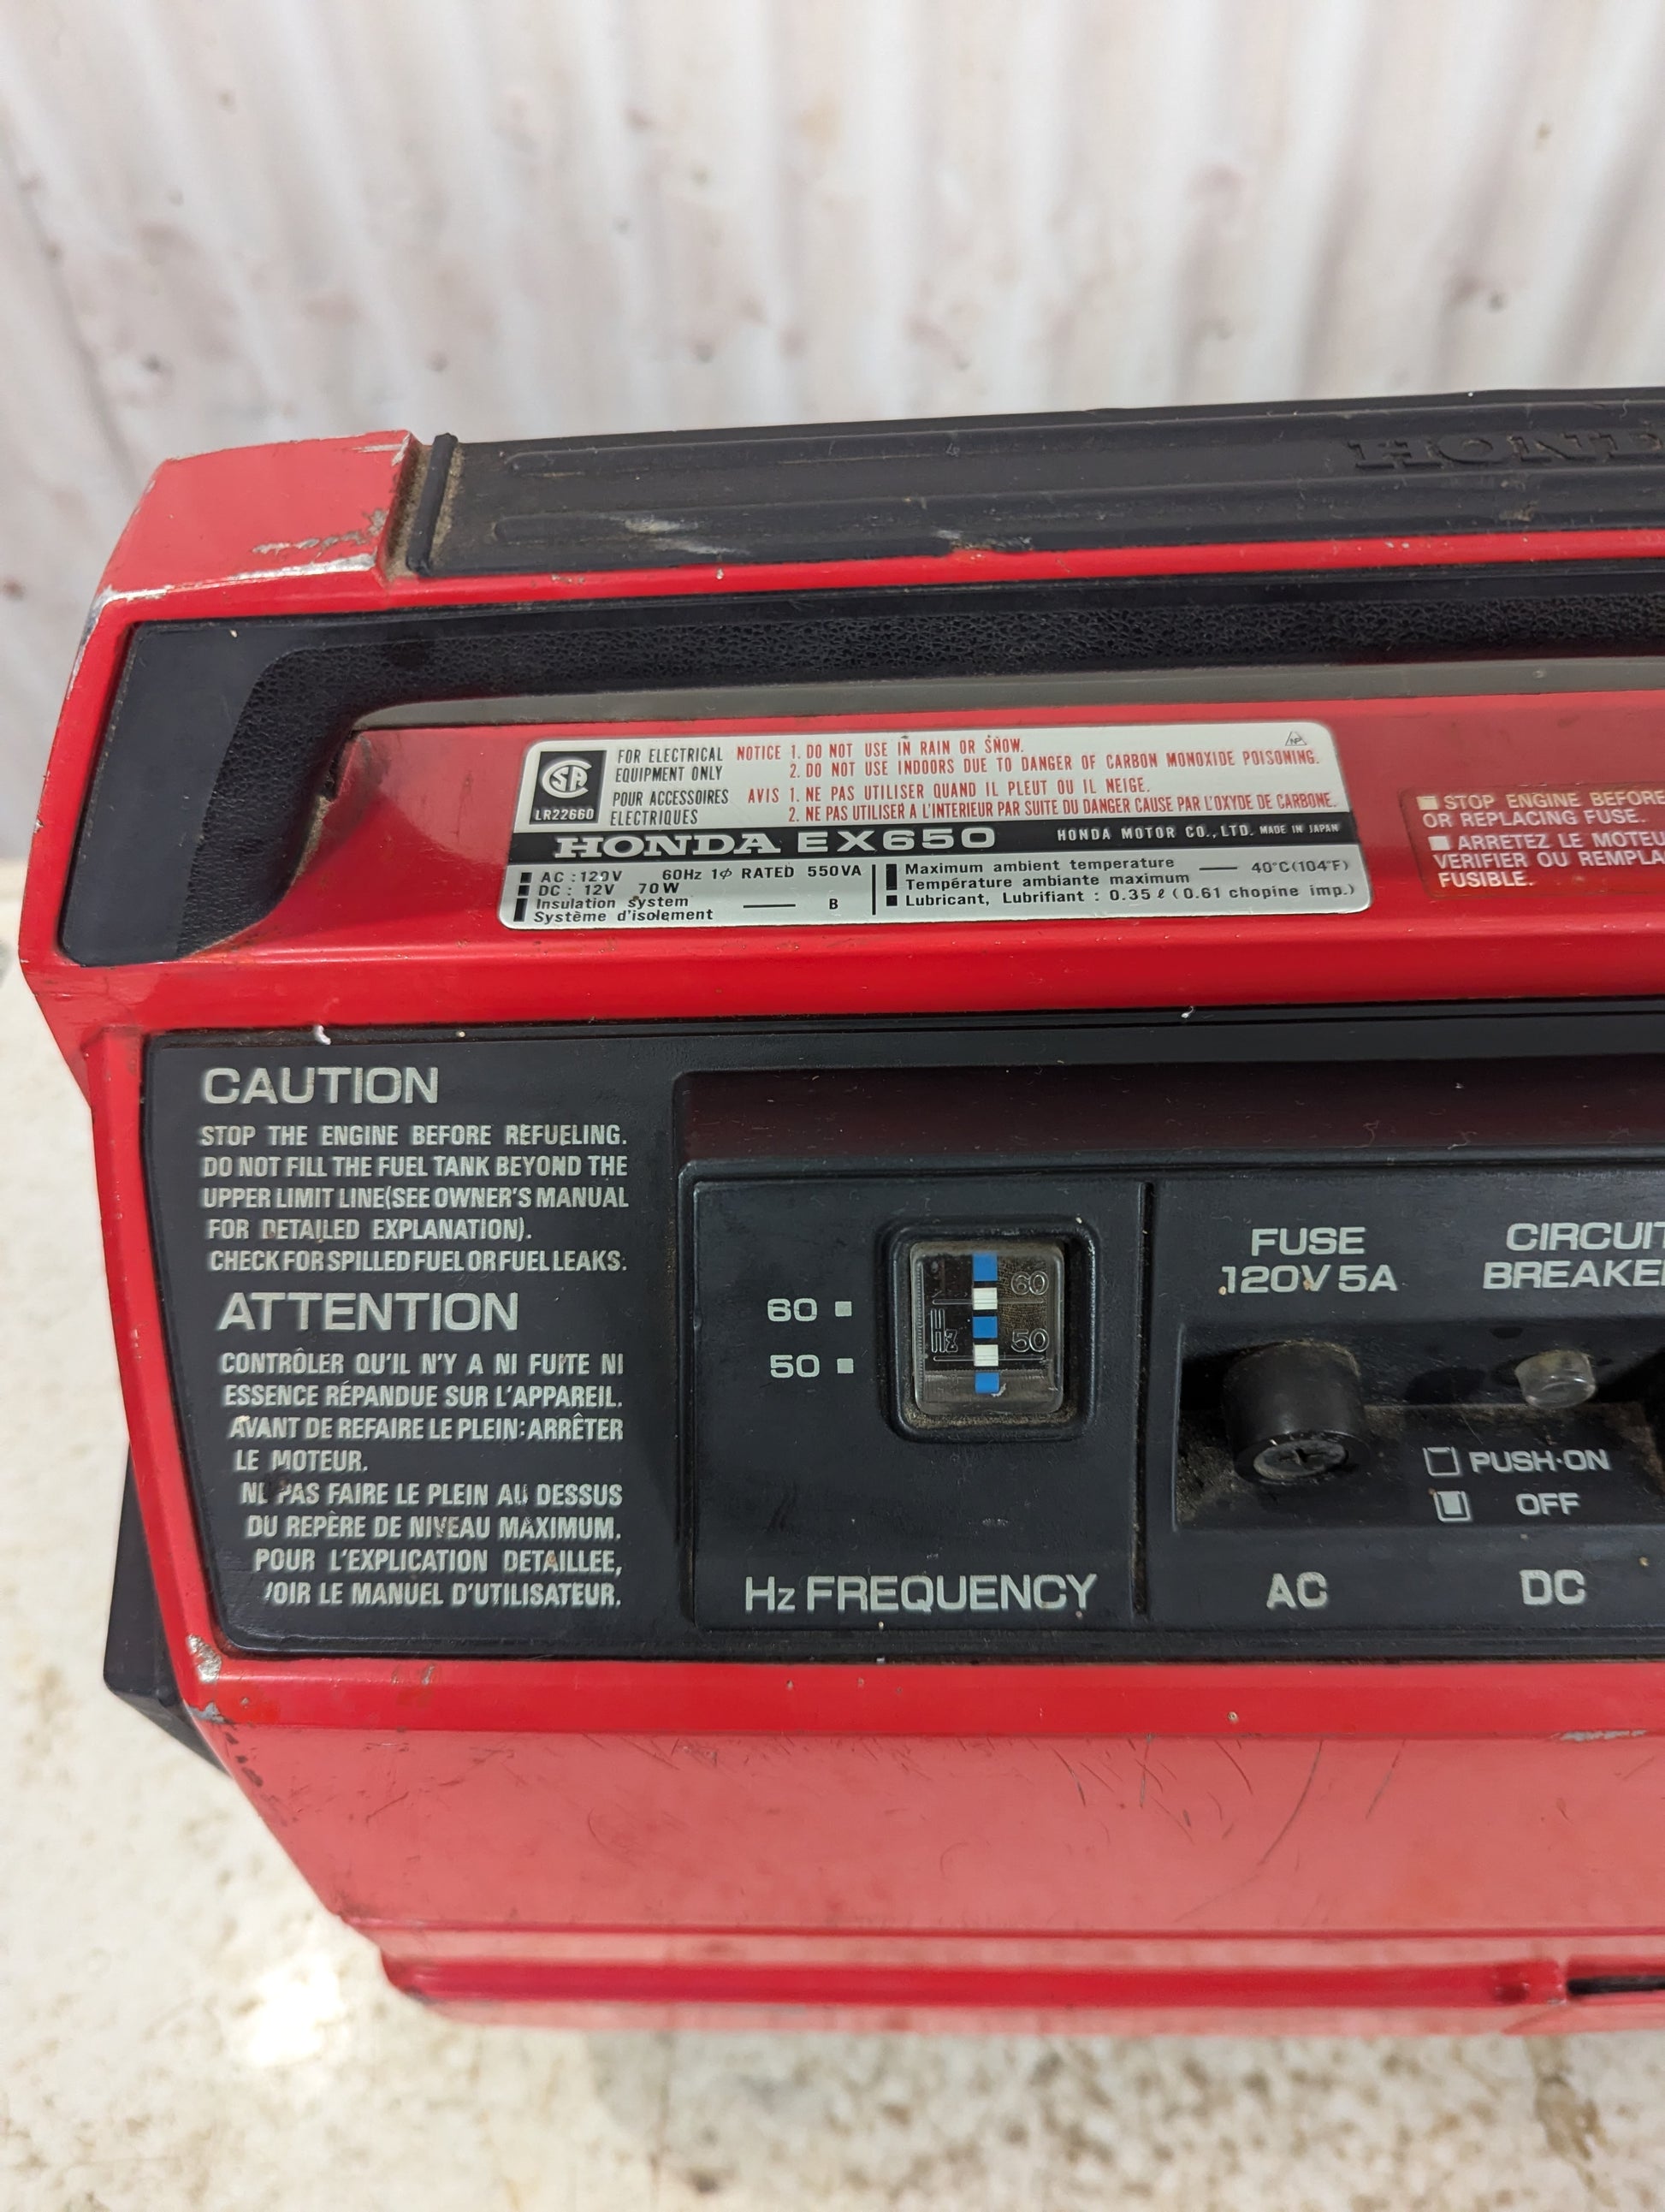 HONDA
CSA
LR22660
FOR ELECTRICAL
EQUIPMENT ONLY
POUR ACCESSOIRES
ELECTRIQUES
NOTICE 1. DO NOT USE IN RAIN OR SNOW.
2. DO NOT USE INDOORS DUE TO DANGER OF CARBON MONOXIDE POISONING.
AVIS 1. NE PAS UTILISER QUAND IL PLEUT OU IL NEIGE.
2. NE PAS UTILISER A L'INTERIEUR PAR SUITE DU DANGER CAUSE PAR L'OXYDE DE CARBONE.
HONDA EX650 HONDA MOTOR CO.,LTD. MADE IN JAPAN
AC : 120V 60Hz 1ϕ RATED 550VA
DC : 12V 70W
Insulation system
Système d'isolement B
Maximum ambient temperature
Température ambiante maximum 40°C(104°F)
Lubricant, Lubrifiant : 0.35 ℓ (0.61 chopine imp.)
STOP ENGINE BEFORE
OR REPLACING FUSE.
ARRETEZ LE MOTEU
VERIFIER OU REMPLA
FUSIBLE.
CAUTION
STOP THE ENGINE BEFORE REFUELING.
DO NOT FILL THE FUEL TANK BEYOND THE
UPPER LIMIT LINE(SEE OWNER'S MANUAL
FOR DETAILED EXPLANATION).
CHECK FOR SPILLED FUEL OR FUEL LEAKS.
ATTENTION
CONTRÔLER QU'IL N'Y A NI FUITE NI
ESSENCE RÉPANDUE SUR L'APPAREIL.
AVANT DE REFAIRE LE PLEIN:ARRÊTER
LE MOTEUR.
NE PAS FAIRE LE PLEIN AU DESSUS
DU REPÈRE DE NIVEAU MAXIMUM.
POUR L'EXPLICATION DETAILLEE,
VOIR LE MANUEL D'UTILISATEUR.
60
50
60
Hz 50
Hz FREQUENCY
FUSE
120V 5A
AC
CIRCUIT
BREAKE
PUSH-ON
OFF
DC